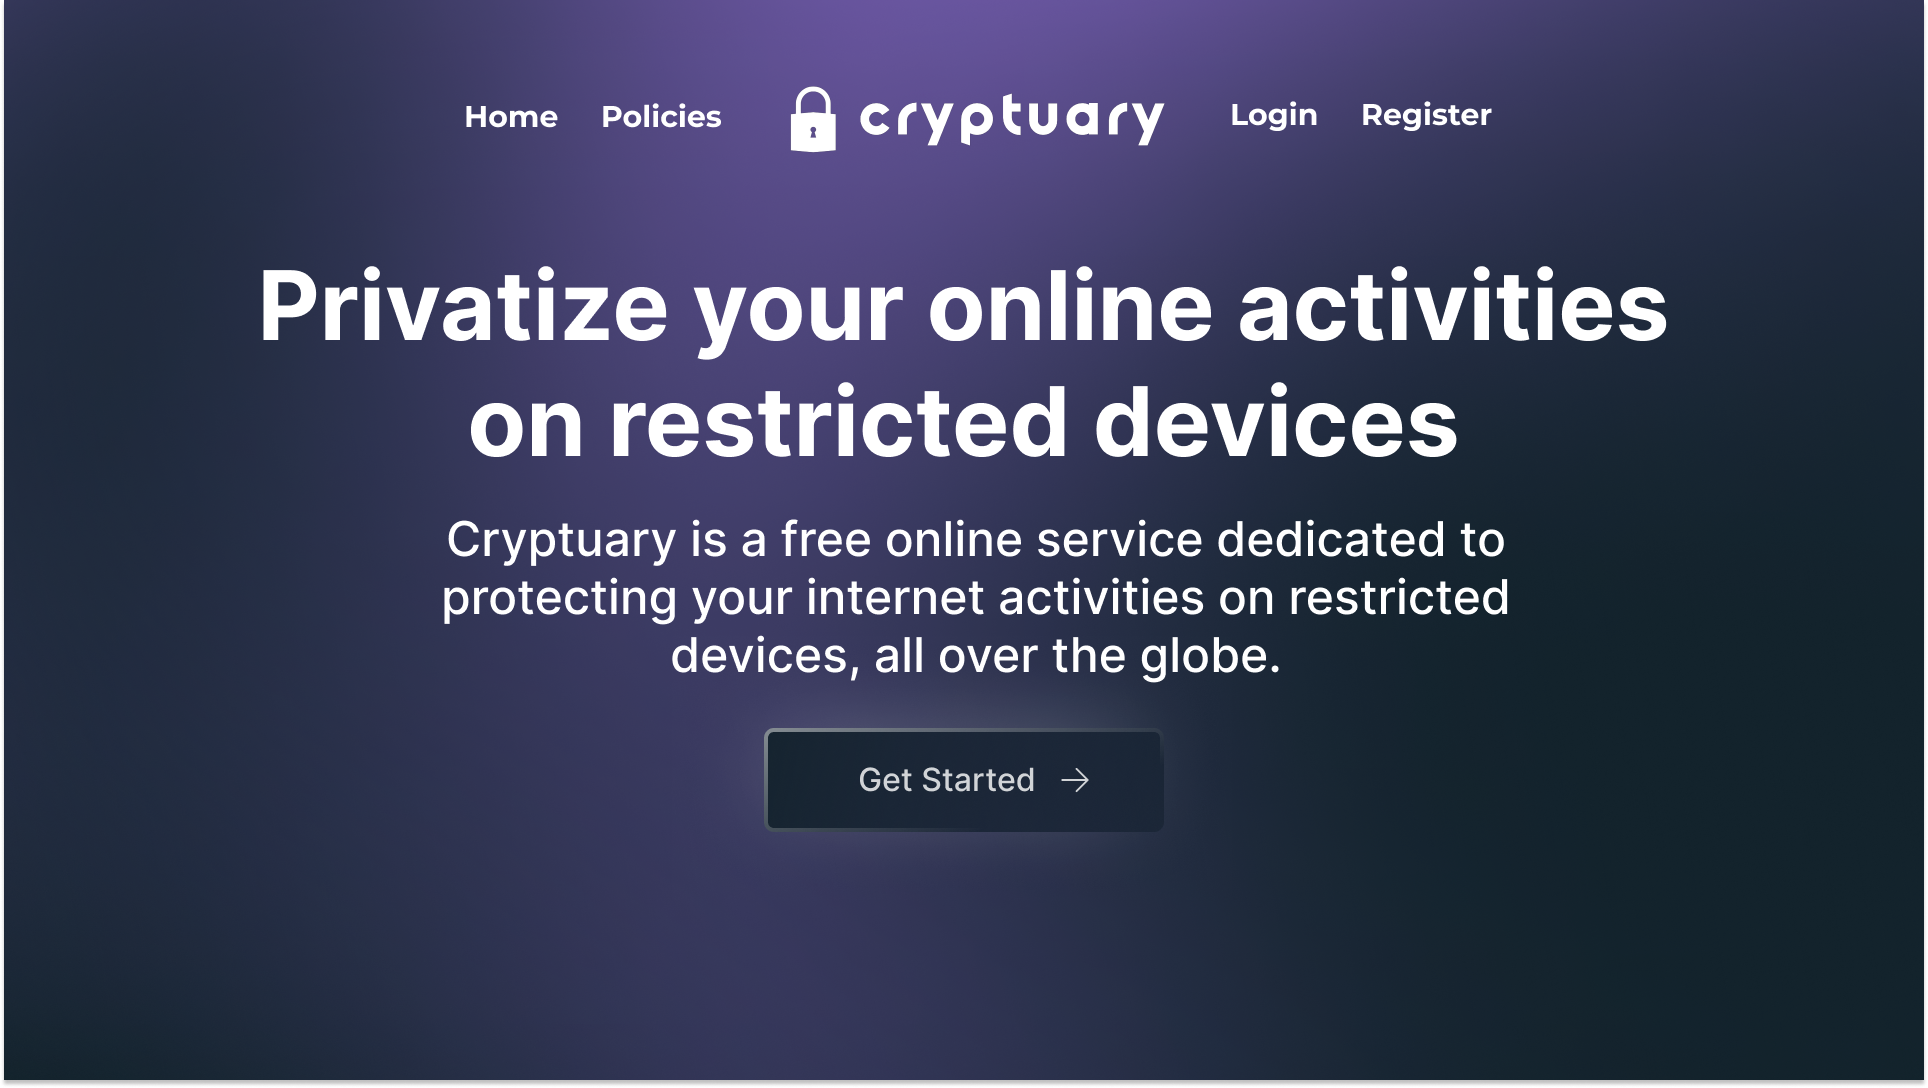 Home Policies cryptuary Login Register
Privatize your online activities
on restricted devices
Cryptuary is a free online service dedicated to
protecting your internet activities on restricted
devices, all over the globe.
Get Started